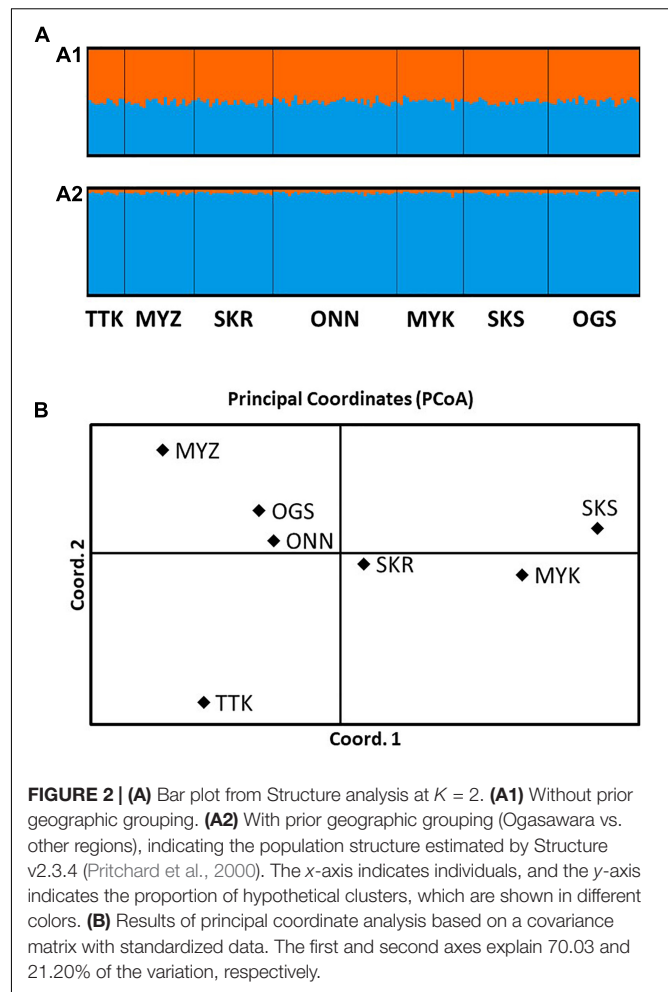 A
A1
A2
TTK MYZ SKR ONN MYK SKS OGS
B
Principal Coordinates (PCoA)
MYZ
OGS
SKS
ONN
SKR
MYK
TTK
Coord. 2
Coord. 1
FIGURE 2 | (A) Bar plot from Structure analysis at K = 2. (A1) Without prior
geographic grouping. (A2) With prior geographic grouping (Ogasawara vs.
other regions), indicating the population structure estimated by Structure
v2.3.4 (Pritchard et al., 2000). The x-axis indicates individuals, and the y-axis
indicates the proportion of hypothetical clusters, which are shown in different
colors. (B) Results of principal coordinate analysis based on a covariance
matrix with standardized data. The first and second axes explain 70.03 and
21.20% of the variation, respectively.